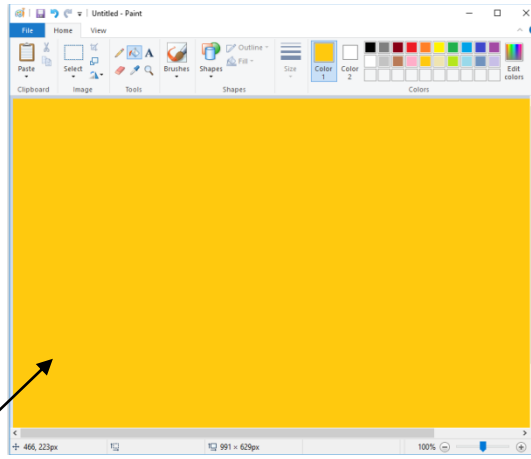 Untitled - Paint
File Home View
Paste Select Brushes Shapes Outline Fill Size Color 1 Color 2 Edit colors
Clipboard Image Tools Shapes Colors
466, 223px 991 × 629px 100%